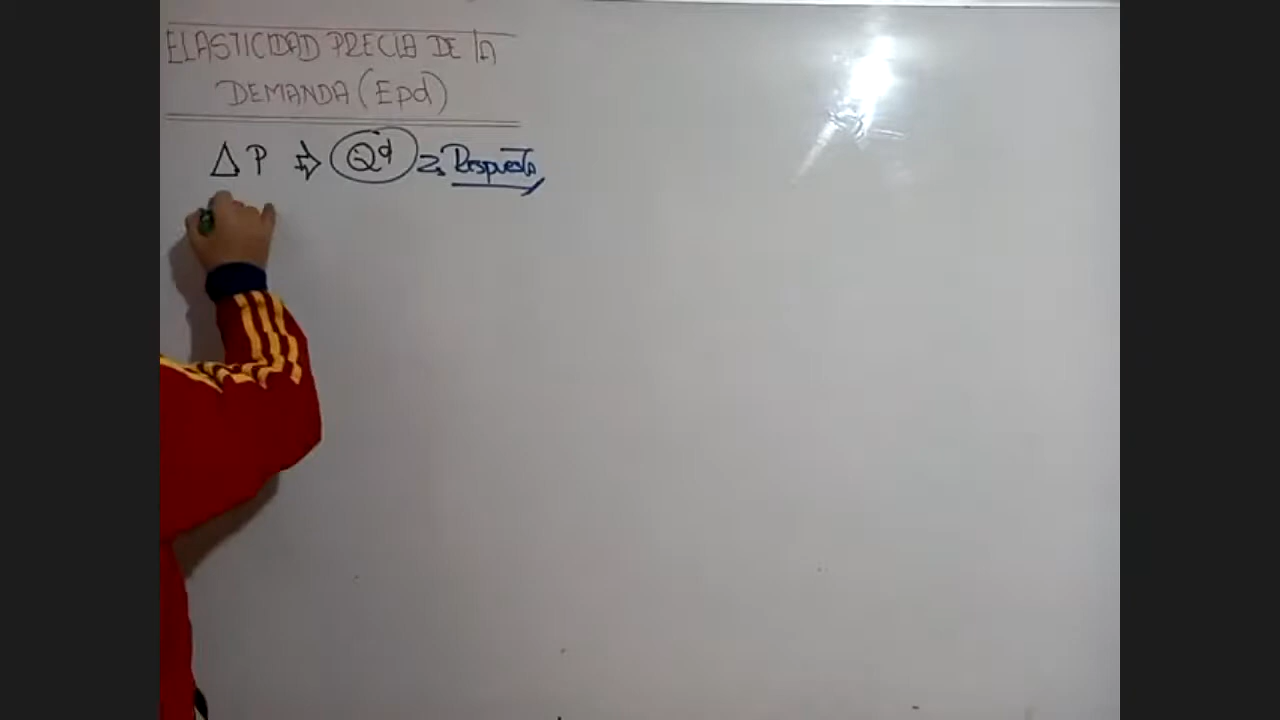 ELASTICIDAD PRECIO DE lA
DEMANDA (Epd)
Δ P ⇒ Qd = Respuesta